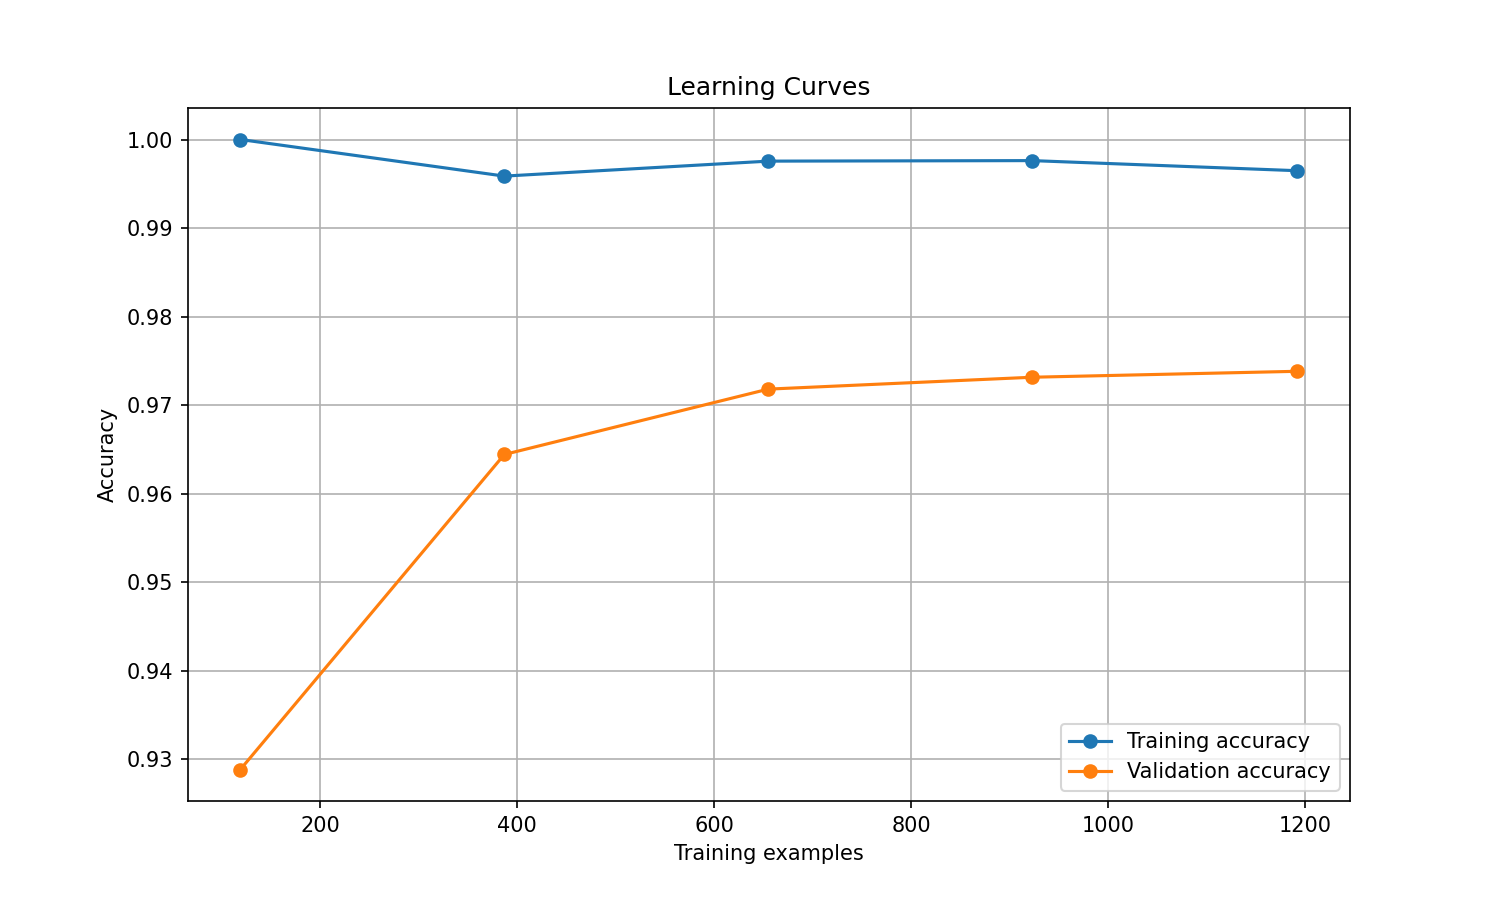 Learning Curves
1.00
0.99
0.98
0.97
0.96
0.95
0.94
0.93
Accuracy
200 400 600 800 1000 1200
Training examples
Training accuracy
Validation accuracy